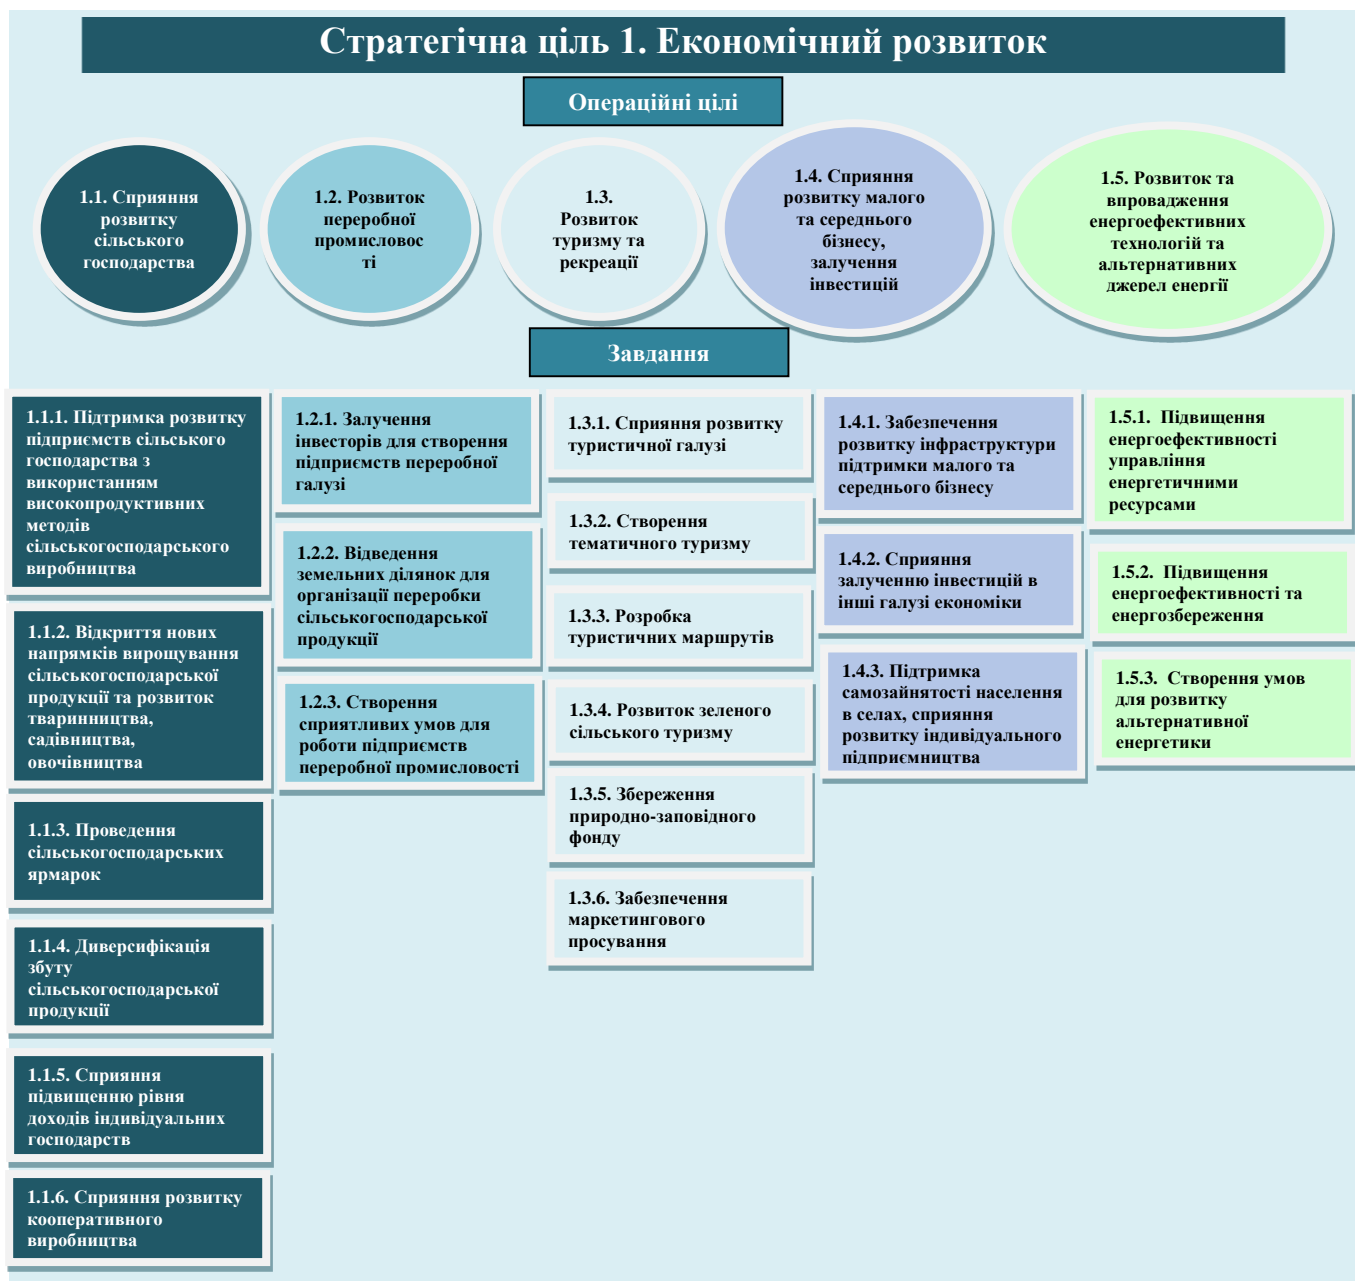 Стратегічна ціль 1. Економічний розвиток
Операційні цілі
1.1. Сприяння
розвитку
сільського
господарства
1.2. Розвиток
переробної
промисловос
ті
1.3.
Розвиток
туризму та
рекреації
1.4. Сприяння
розвитку малого
та середнього
бізнесу,
залучення
інвестицій
1.5. Розвиток та
впровадження
енергоефективних
технологій та
альтернативних
джерел енергії
Завдання
1.1.1. Підтримка розвитку
підприємств сільського
господарства з
використанням
високопродуктивних
методів
сільськогосподарського
виробництва
1.1.2. Відкриття нових
напрямків вирощування
сільськогосподарської
продукції та розвиток
тваринництва,
садівництва,
овочівництва
1.1.3. Проведення
сільськогосподарських
ярмарок
1.1.4. Диверсифікація
збуту
сільськогосподарської
продукції
1.1.5. Сприяння
підвищенню рівня
доходів індивідуальних
господарств
1.1.6. Сприяння розвитку
кооперативного
виробництва
1.2.1. Залучення
інвесторів для створення
підприємств переробної
галузі
1.2.2. Відведення
земельних ділянок для
організації переробки
сільськогосподарської
продукції
1.2.3. Створення
сприятливих умов для
роботи підприємств
переробної промисловості
1.3.1. Сприяння розвитку
туристичної галузі
1.3.2. Створення
тематичного туризму
1.3.3. Розробка
туристичних маршрутів
1.3.4. Розвиток зеленого
сільського туризму
1.3.5. Збереження
природно-заповідного
фонду
1.3.6. Забезпечення
маркетингового
просування
1.4.1. Забезпечення
розвитку інфраструктури
підтримки малого та
середнього бізнесу
1.4.2. Сприяння
залученню інвестицій в
інші галузі економіки
1.4.3. Підтримка
самозайнятості населення
в селах, сприяння
розвитку індивідуального
підприємництва
1.5.1. Підвищення
енергоефективності
управління
енергетичними
ресурсами
1.5.2. Підвищення
енергоефективності та
енергозбереження
1.5.3. Створення умов
для розвитку
альтернативної
енергетики